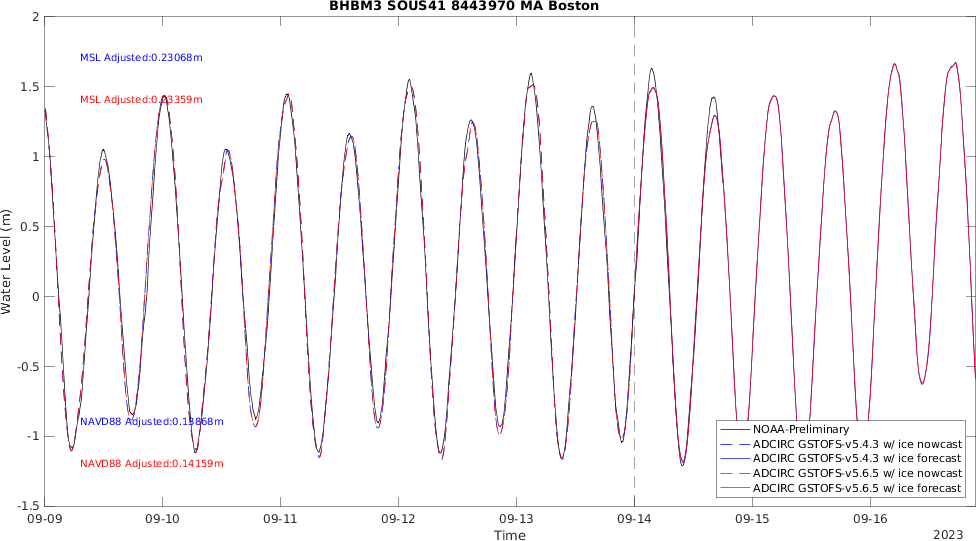 BHBM3 SOUS41 8443970 MA Boston
2
1.5
1
0.5
0
-0.5
-1
-1.5
Water Level (m)
MSL Adjusted:0.23068m
MSL Adjusted:0.23359m
NAVD88 Adjusted:0.13868m
NAVD88 Adjusted:0.14159m
NOAA-Preliminary
ADCIRC GSTOFS-v5.4.3 w/ ice nowcast
ADCIRC GSTOFS-v5.4.3 w/ ice forecast
ADCIRC GSTOFS-v5.6.5 w/ ice nowcast
ADCIRC GSTOFS-v5.6.5 w/ ice forecast
09-09 09-10 09-11 09-12 09-13 09-14 09-15 09-16
Time
2023